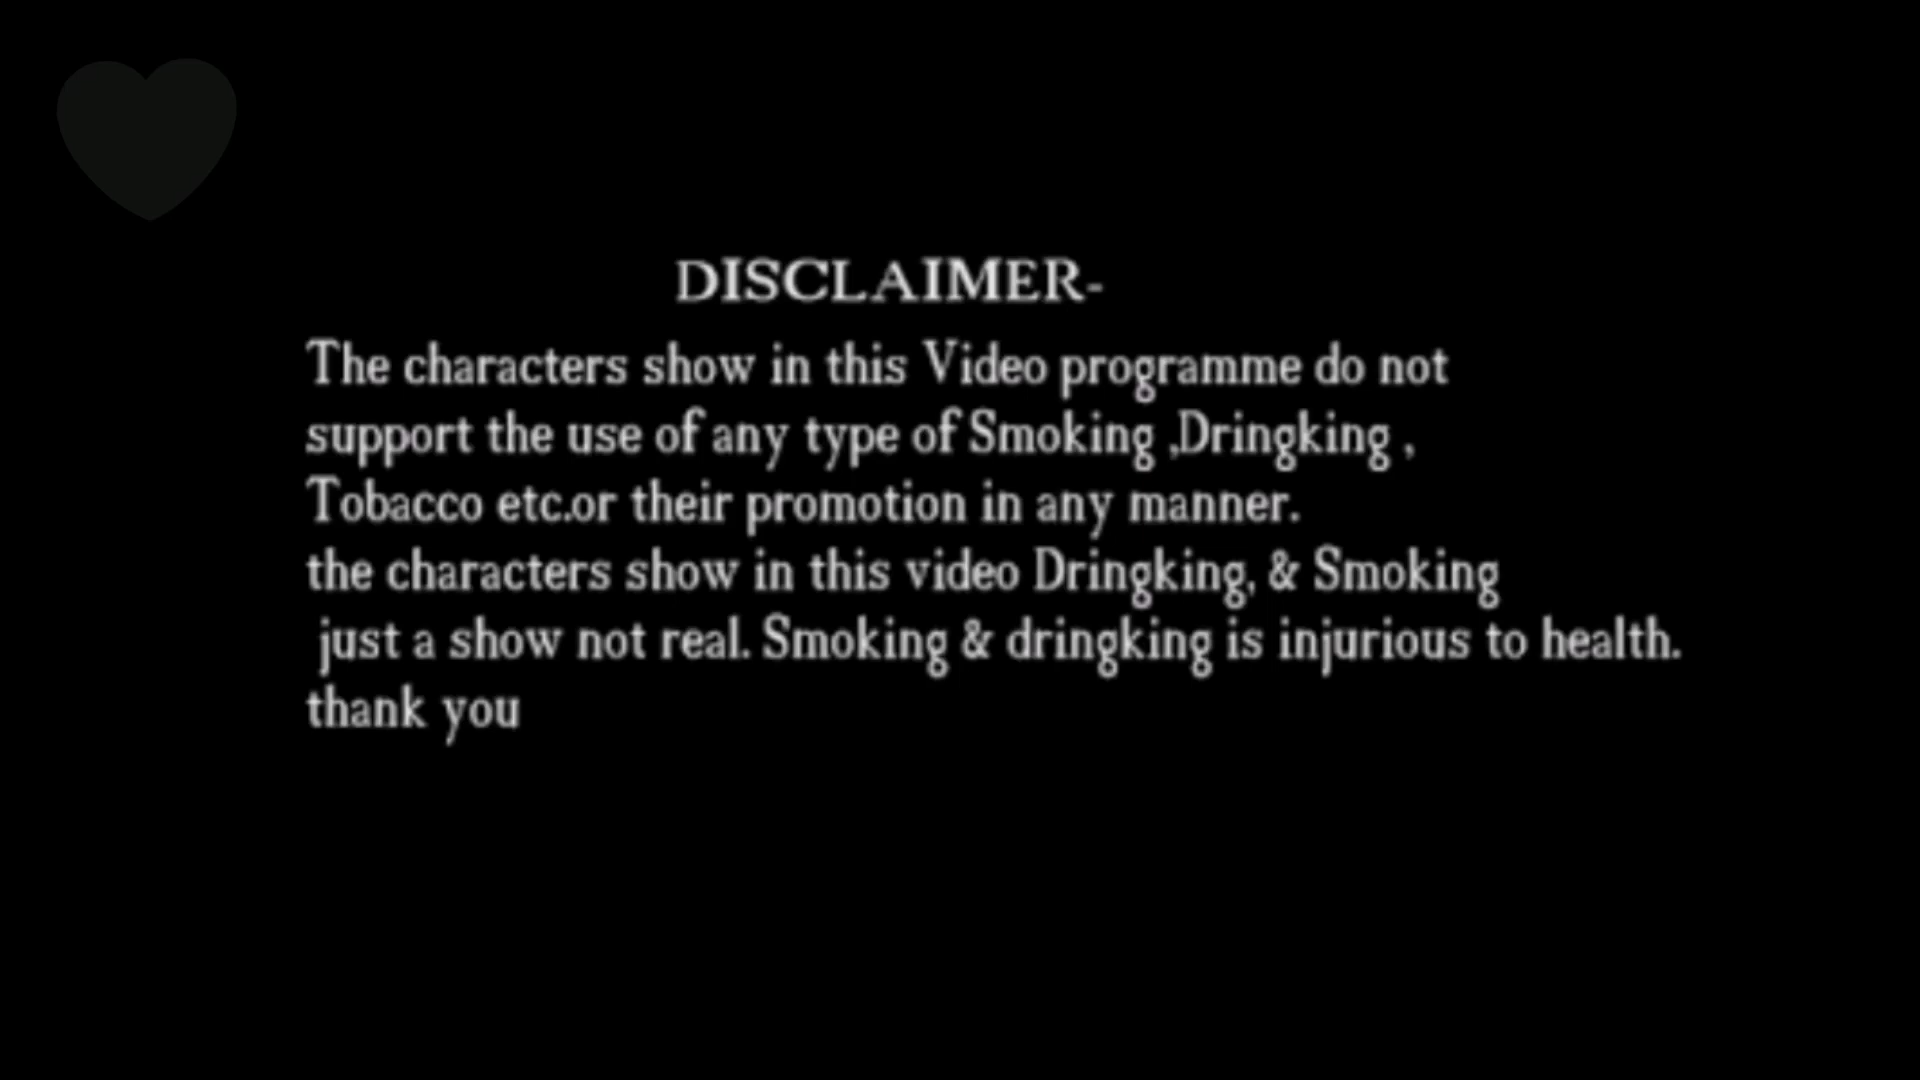 DISCLAIMER-
The characters show in this Video programme do not
support the use of any type of Smoking ,Dringking ,
Tobacco etc.or their promotion in any manner.
the characters show in this video Dringking, & Smoking
just a show not real. Smoking & dringking is injurious to health.
thank you